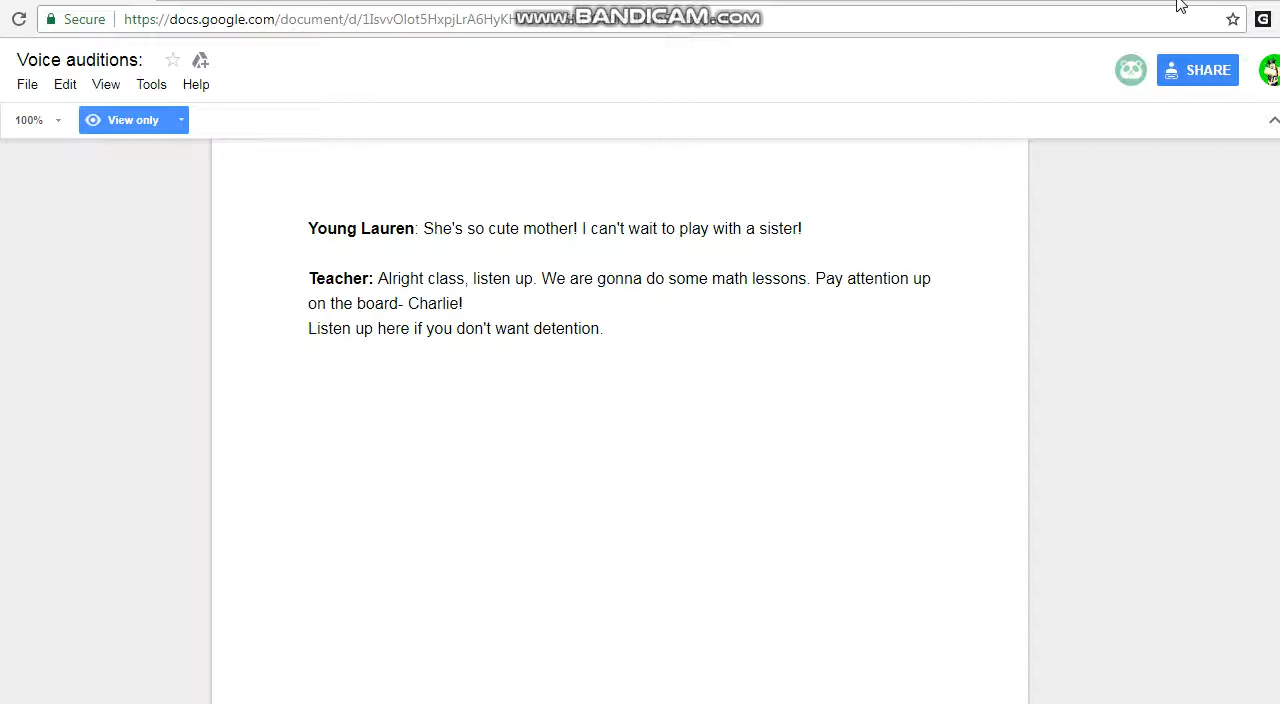 Secure https://docs.google.com/document/d/1IsvvOIot5HxpjLrA6HyKH
www.BANDICAM.com
Voice auditions:
SHARE
File Edit View Tools Help
100% View only
Young Lauren: She's so cute mother! I can't wait to play with a sister!
Teacher: Alright class, listen up. We are gonna do some math lessons. Pay attention up
on the board- Charlie!
Listen up here if you don't want detention.